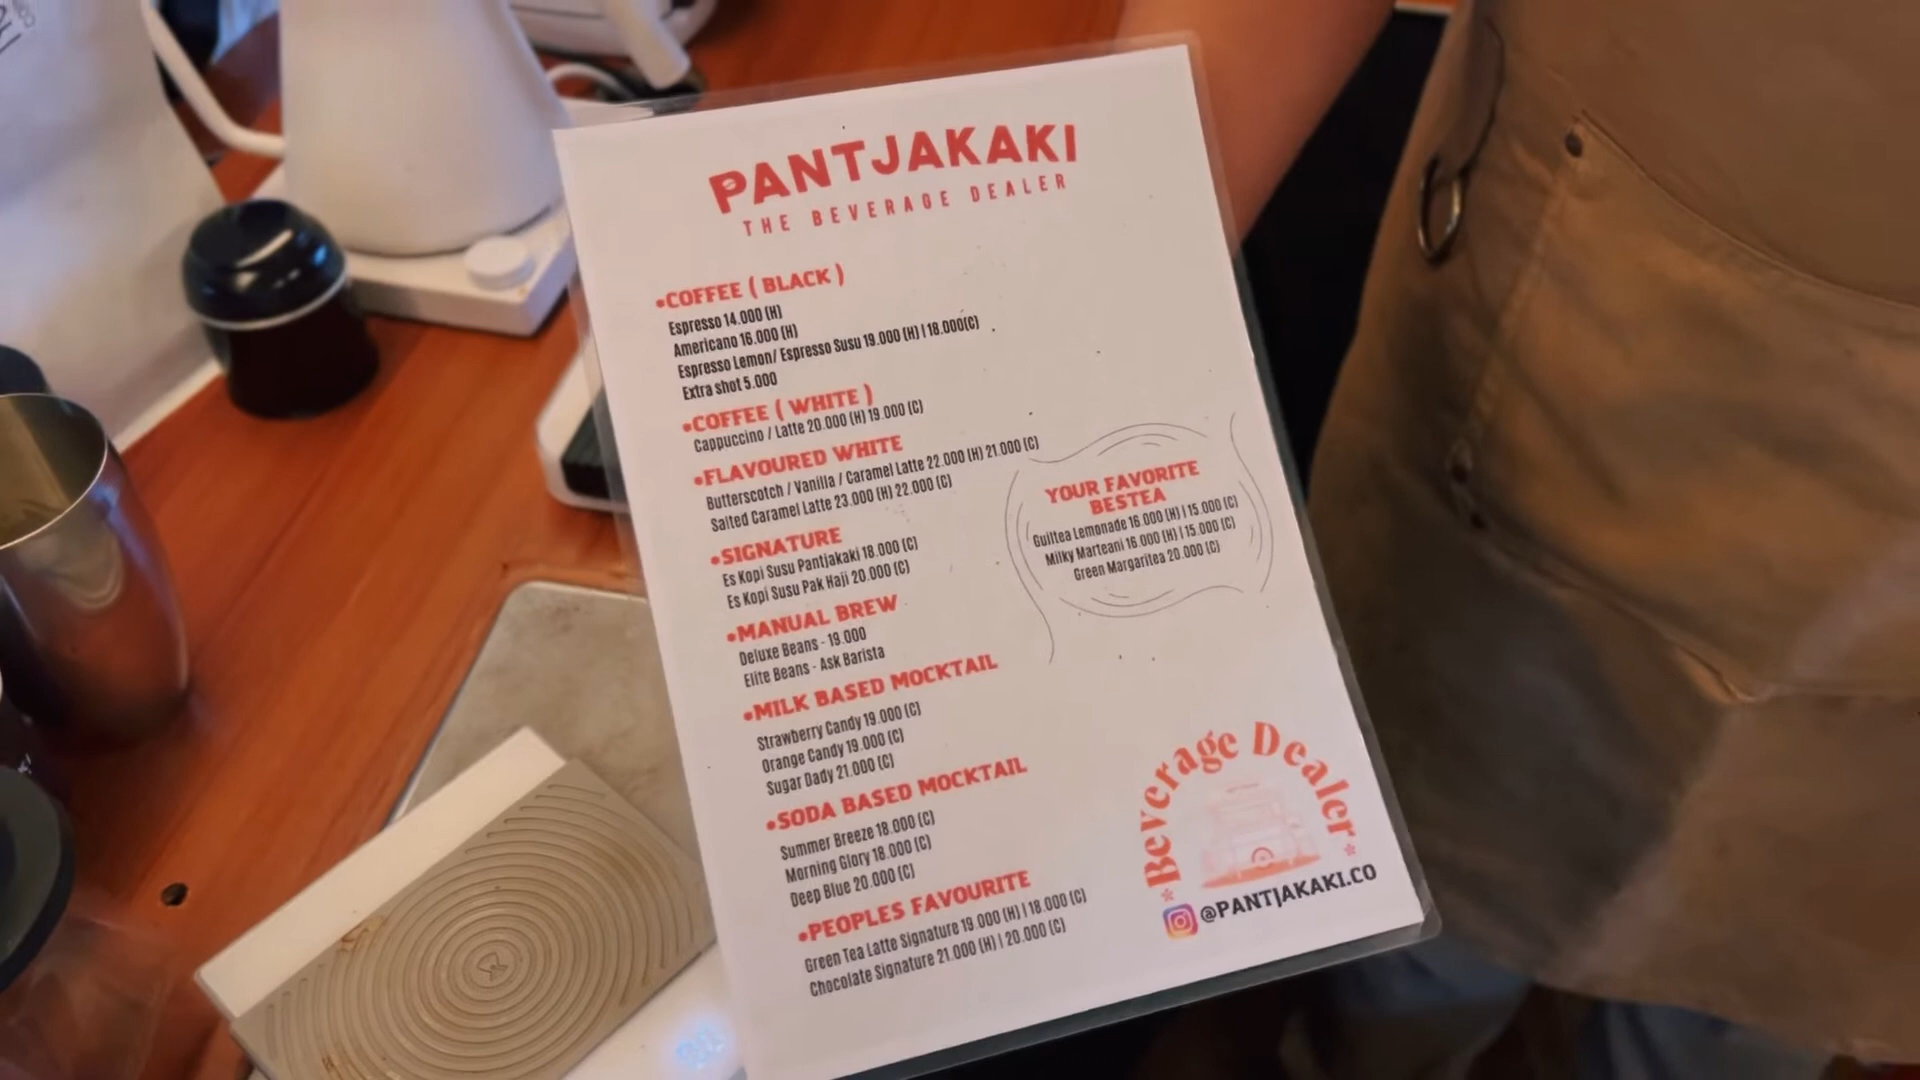 PANTJAKAKI
THE BEVERAGE DEALER
•COFFEE ( BLACK )
Espresso 14.000 (H)
Americano 16.000 (H)
Espresso Lemon/ Espresso Susu 19.000 (H) | 18.000(C)
Extra shot 5.000
•COFFEE ( WHITE )
Cappuccino / Latte 20.000 (H) 19.000 (C)
•FLAVOURED WHITE
Butterscotch / Vanilla / Caramel Latte 22.000 (H) 21.000 (C)
Salted Caramel Latte 23.000 (H) 22.000 (C)
•SIGNATURE
Es Kopi Susu Pantjakaki 18.000 (C)
Es Kopi Susu Pak Haji 20.000 (C)
•MANUAL BREW
Deluxe Beans - 19.000
Elite Beans - Ask Barista
•MILK BASED MOCKTAIL
Strawberry Candy 19.000 (C)
Orange Candy 19.000 (C)
Sugar Dady 21.000 (C)
•SODA BASED MOCKTAIL
Summer Breeze 18.000 (C)
Morning Glory 18.000 (C)
Deep Blue 20.000 (C)
•PEOPLES FAVOURITE
Green Tea Latte Signature 19.000 (H) | 18.000 (C)
Chocolate Signature 21.000 (H) | 20.000 (C)
YOUR FAVORITE
BESTEA
Guiltea Lemonade 16.000 (H) | 15.000 (C)
Milky Marteani 16.000 (H) | 15.000 (C)
Green Margaritea 20.000 (C)
Beverage Dealer
@PANTJAKAKI.CO